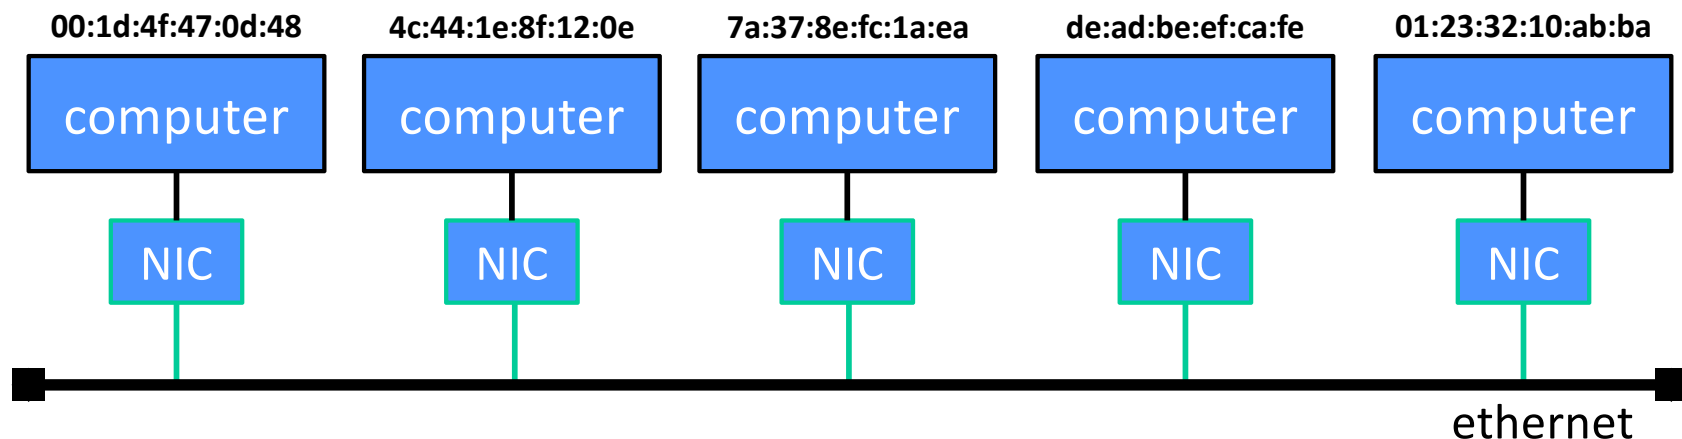 00:1d:4f:47:0d:48 4c:44:1e:8f:12:0e 7a:37:8e:fc:1a:ea de:ad:be:ef:ca:fe 01:23:32:10:ab:ba
computer computer computer computer computer
NIC NIC NIC NIC NIC
ethernet